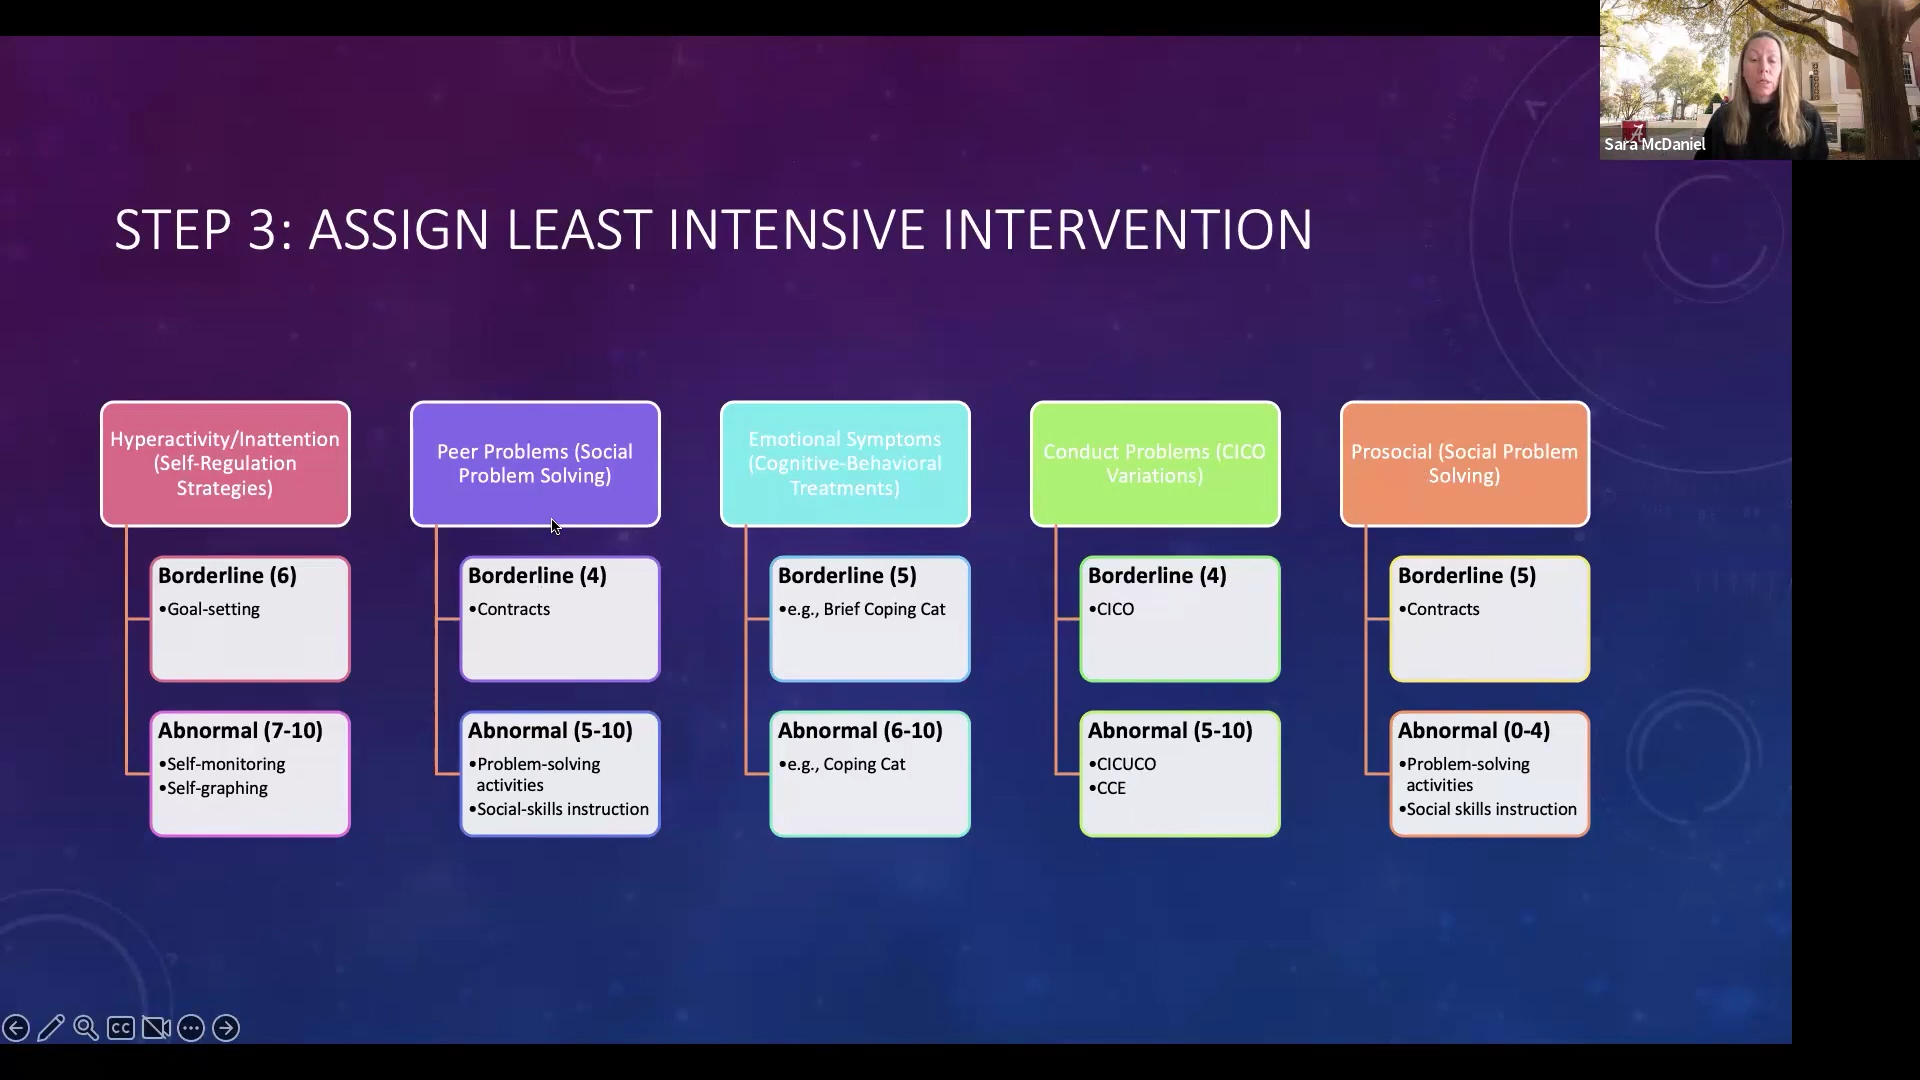 Sara McDaniel
A
STEP 3: ASSIGN LEAST INTENSIVE INTERVENTION
Hyperactivity/Inattention
(Self-Regulation
Strategies)
Borderline (6)
•Goal-setting
Abnormal (7-10)
•Self-monitoring
•Self-graphing
Peer Problems (Social
Problem Solving)
Borderline (4)
•Contracts
Abnormal (5-10)
•Problem-solving
activities
•Social-skills instruction
Emotional Symptoms
(Cognitive-Behavioral
Treatments)
Borderline (5)
•e.g., Brief Coping Cat
Abnormal (6-10)
•e.g., Coping Cat
Conduct Problems (CICO
Variations)
Borderline (4)
•CICO
Abnormal (5-10)
•CICUCO
•CCE
Prosocial (Social Problem
Solving)
Borderline (5)
•Contracts
Abnormal (0-4)
•Problem-solving
activities
•Social skills instruction
CC